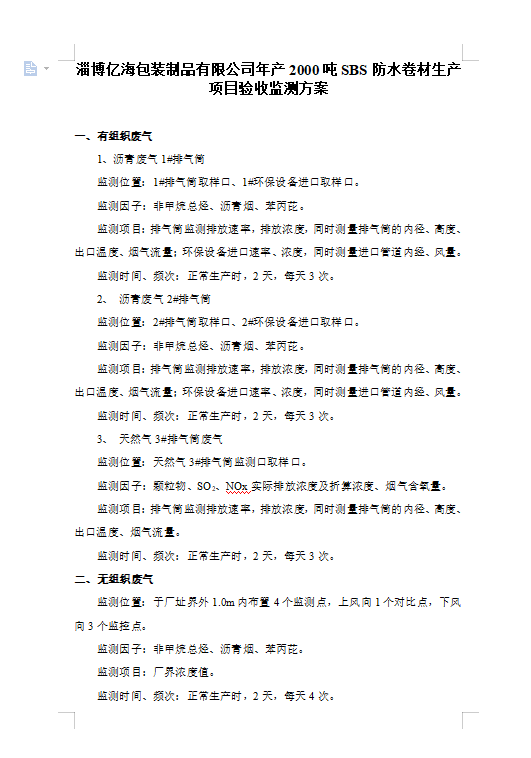 淄博亿海包装制品有限公司年产 2000 吨 SBS 防水卷材生产
项目验收监测方案
一、有组织废气
1、沥青废气 1#排气筒
监测位置：1#排气筒取样口、1#环保设备进口取样口。
监测因子：非甲烷总烃、沥青烟、苯丙芘。
监测项目：排气筒监测排放速率，排放浓度，同时测量排气筒的内径、高度、
出口温度、烟气流量；环保设备进口速率、浓度，同时测量进口管道内经、风量。
监测时间、频次：正常生产时，2 天，每天 3 次。
2、 沥青废气 2#排气筒
监测位置：2#排气筒取样口、2#环保设备进口取样口。
监测因子：非甲烷总烃、沥青烟、苯丙芘。
监测项目：排气筒监测排放速率，排放浓度，同时测量排气筒的内径、高度、
出口温度、烟气流量；环保设备进口速率、浓度，同时测量进口管道内经、风量。
监测时间、频次：正常生产时，2 天，每天 3 次。
3、 天然气 3#排气筒废气
监测位置：天然气 3#排气筒监测口取样口。
监测因子：颗粒物、SO₂、NOx 实际排放浓度及折算浓度、烟气含氧量。
监测项目：排气筒监测排放速率，排放浓度，同时测量排气筒的内径、高度、
出口温度、烟气流量。
监测时间、频次：正常生产时，2 天，每天 3 次。
二、无组织废气
监测位置：于厂址界外 1.0m 内布置 4 个监测点，上风向 1 个对比点，下风
向 3 个监控点。
监测因子：非甲烷总烃、沥青烟、苯丙芘。
监测项目：厂界浓度值。
监测时间、频次：正常生产时，2 天，每天 4 次。